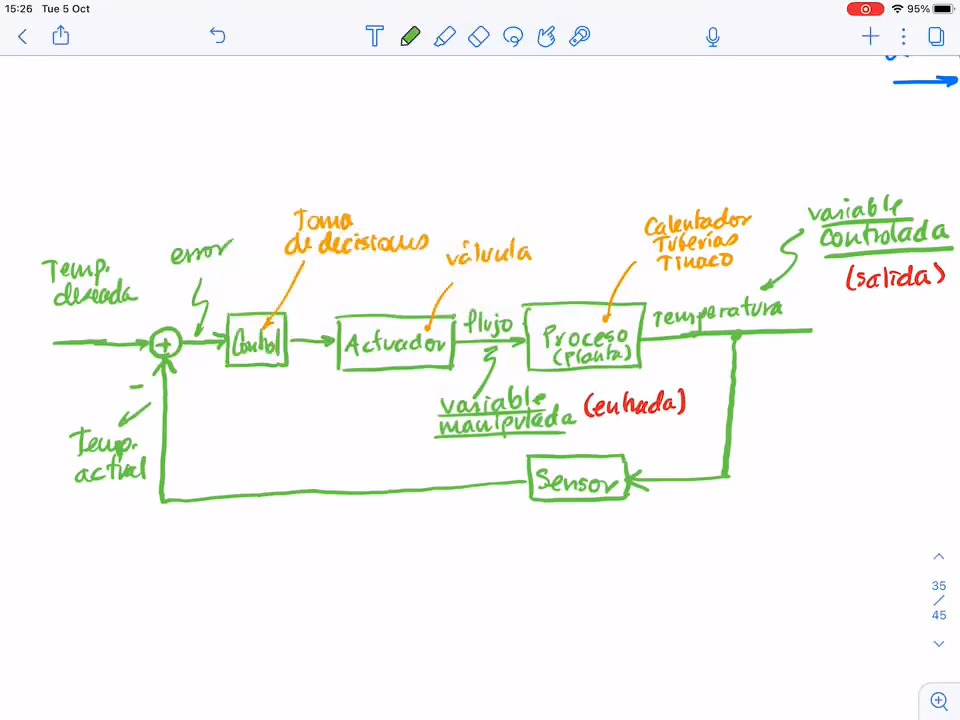 15:26 Tue 5 Oct
95%
T
variable
controlada
(salida)
Toma
de decisiones
Calentador
Tuberías
Tinaco
error
válvula
Temp.
deseada
Temperatura
flujo
+
Control
Actuador
Proceso
(planta)
−
variable
manipulada
(entrada)
Temp.
actual
Sensor
35
/
45